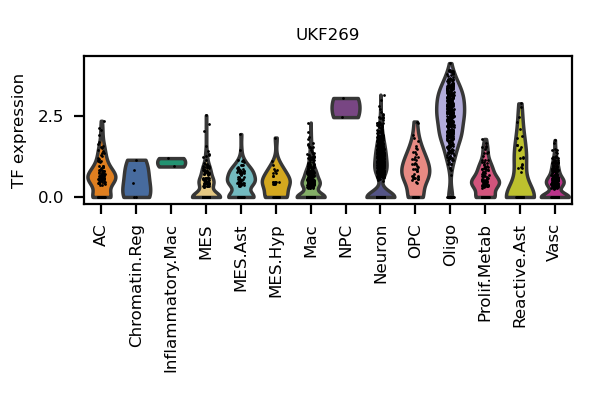 UKF269
TF expression
2.5
0.0
AC
Chromatin.Reg
Inflammatory.Mac
MES
MES.Ast
MES.Hyp
Mac
NPC
Neuron
OPC
Oligo
Prolif.Metab
Reactive.Ast
Vasc